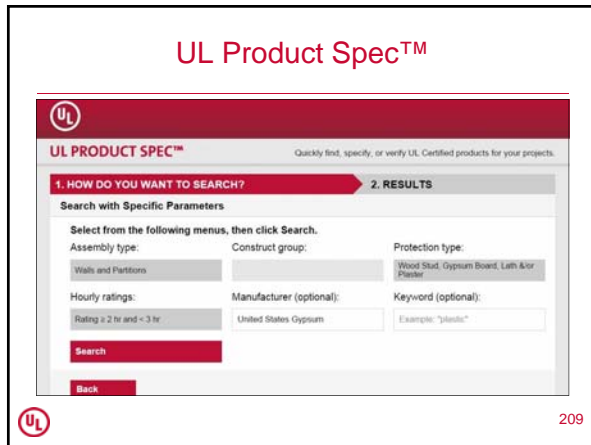 UL Product Spec™
UL
UL PRODUCT SPEC™ Quickly find, specify, or verify UL Certified products for your projects.
1. HOW DO YOU WANT TO SEARCH? 2. RESULTS
Search with Specific Parameters
Select from the following menus, then click Search.
Assembly type: Construct group: Protection type:
Walls and Partitions Wood Stud, Gypsum Board, Lath &/or
Plaster
Hourly ratings: Manufacturer (optional): Keyword (optional):
Rating ≥ 2 hr and < 3 hr United States Gypsum Example: "plastic"
Search
Back
UL 209